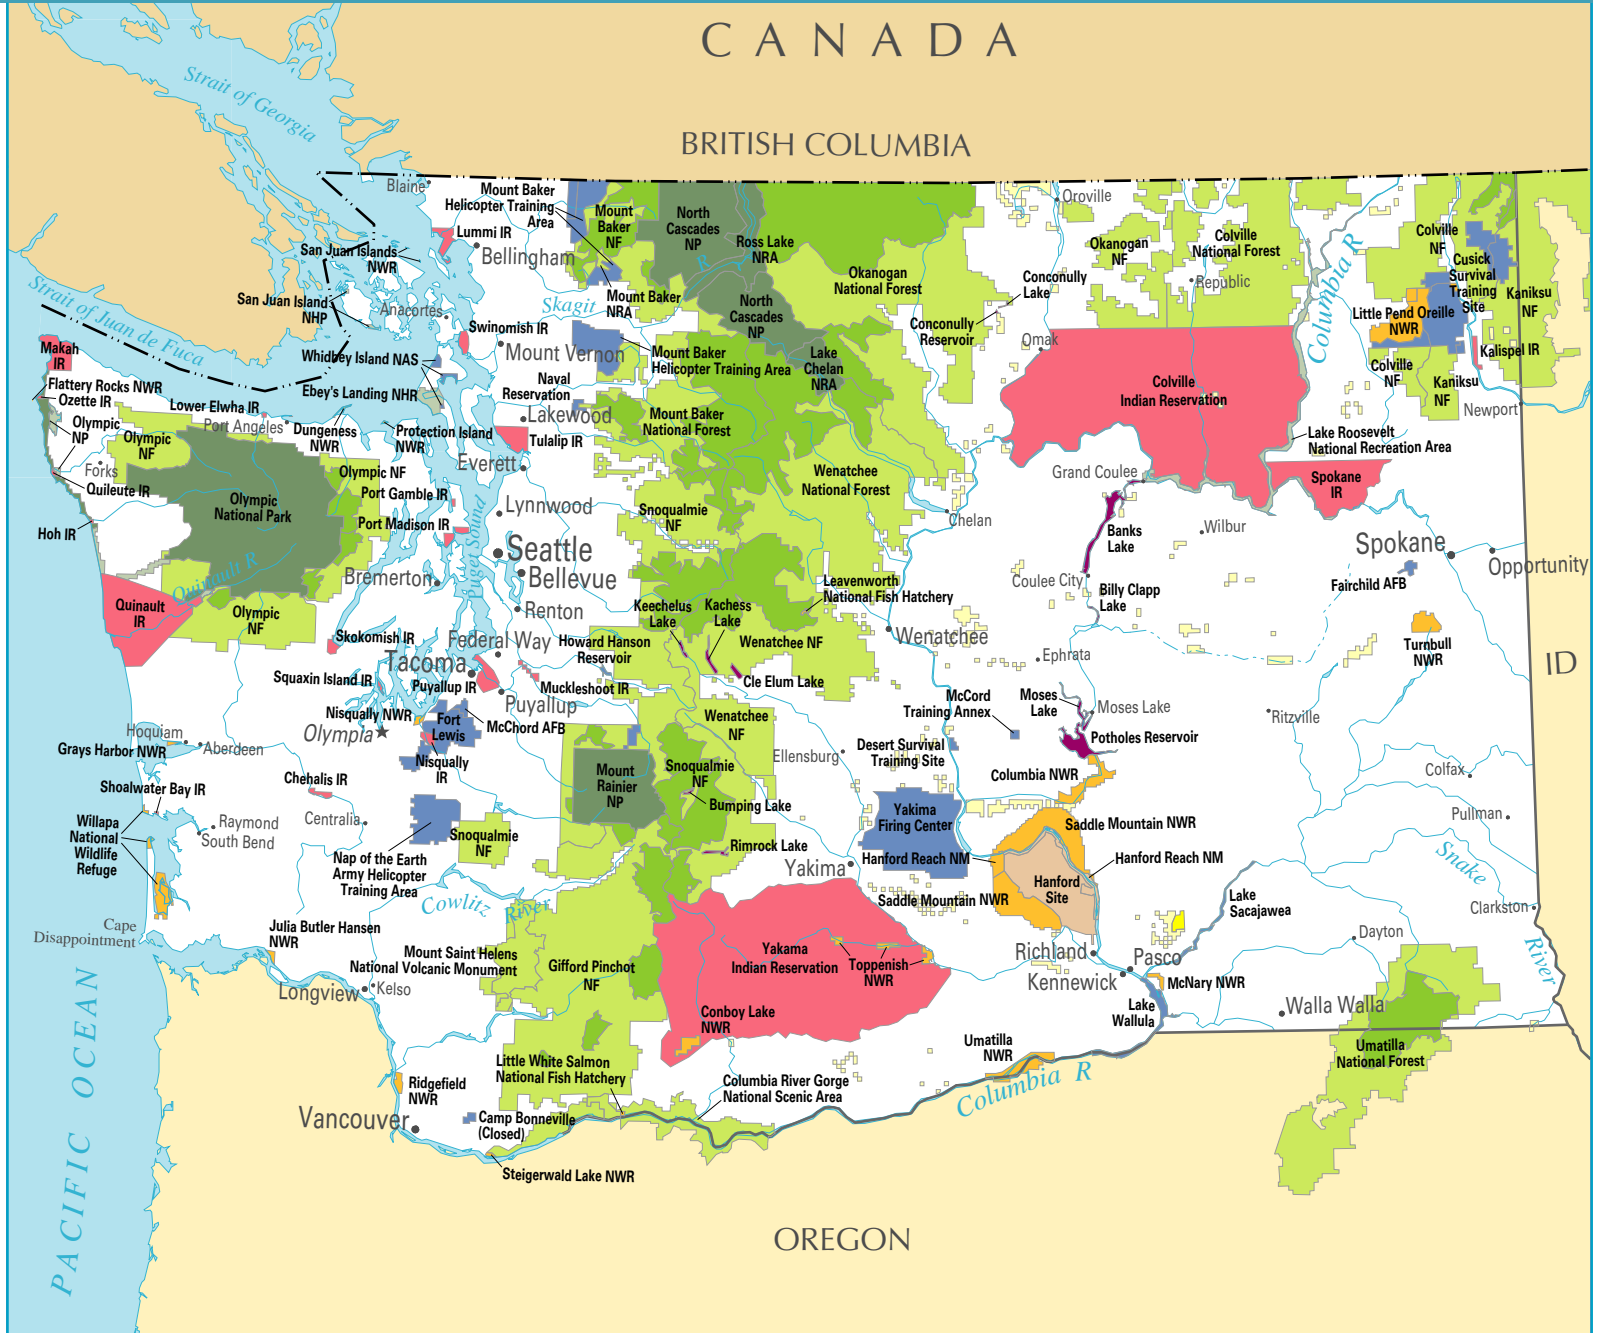 CANADA
BRITISH COLUMBIA
Strait of Georgia
Blaine
Mount Baker
Helicopter Training
Area
Mount
Baker
NF
North
Cascades
NP
Ross Lake
NRA
Oroville
Lummi IR
Bellingham
San Juan Islands
NWR
Okanogan
National Forest
Okanogan
NF
Colville
National Forest
Colville
NF
Cusick
Survival
Training
Site
Kaniksu
NF
Columbia R
Republic
Conconully
Lake
Conconully
Reservoir
Strait of Juan de Fuca
San Juan Island
NHP
Anacortes
Skagit
R
Mount Baker
NRA
North
Cascades
NP
Little Pend Oreille
NWR
Swinomish IR
Mount Vernon
Mount Baker
Helicopter Training Area
Lake
Chelan
NRA
Omak
Makah
IR
Whidbey Island NAS
Kalispel IR
Colville
NF
Kaniksu
NF
Newport
Flattery Rocks NWR
Ozette IR
Ebey's Landing NHR
Naval
Reservation
Lakewood
Colville
Indian Reservation
Lower Elwha IR
Port Angeles
Dungeness
NWR
Protection Island
NWR
Olympic
NP
Olympic
NF
Mount Baker
National Forest
Tulalip IR
Everett
Lake Roosevelt
National Recreation Area
Forks
Quileute IR
Olympic NF
Port Gamble IR
Wenatchee
National Forest
Grand Coulee
Spokane
IR
Olympic
National Park
Lynnwood
Snoqualmie
NF
Chelan
Hoh IR
Port Madison IR
Puget Sound
Seattle
Bellevue
Banks
Lake
Wilbur
Spokane
Opportunity
Fairchild AFB
Quinault R
Bremerton
Renton
Leavenworth
National Fish Hatchery
Coulee City
Billy Clapp
Lake
Quinault
IR
Olympic
NF
Keechelus
Lake
Kachess
Lake
Wenatchee NF
Wenatchee
Turnbull
NWR
ID
Skokomish IR
Federal Way
Howard Hanson
Reservoir
Ephrata
Tacoma
Squaxin Island IR
Puyallup IR
Muckleshoot IR
Cle Elum Lake
Puyallup
McCord
Training Annex
Moses
Lake
Moses Lake
Ritzville
Nisqually NWR
Fort
Lewis
McChord AFB
Olympia
Wenatchee
NF
Hoquiam
Aberdeen
Grays Harbor NWR
Nisqually
IR
Ellensburg
Desert Survival
Training Site
Potholes Reservoir
Columbia NWR
Colfax
Mount
Rainier
NP
Snoqualmie
NF
Bumping Lake
Chehalis IR
Shoalwater Bay IR
Willapa
National
Wildlife
Refuge
Raymond
South Bend
Centralia
Yakima
Firing Center
Saddle Mountain NWR
Pullman
Snoqualmie
NF
Nap of the Earth
Army Helicopter
Training Area
Rimrock Lake
Yakima
Hanford Reach NM
Hanford Reach NM
Hanford
Site
Saddle Mountain NWR
Snake
River
Clarkston
Lake
Sacajawea
Cowlitz
River
Cape
Disappointment
Julia Butler Hansen
NWR
Mount Saint Helens
National Volcanic Monument
Gifford Pinchot
NF
Yakama
Indian Reservation
Toppenish
NWR
Richland
Pasco
Kennewick
McNary NWR
Dayton
Longview
Kelso
Lake
Wallula
Walla Walla
Conboy Lake
NWR
Umatilla
NWR
Umatilla
National Forest
Little White Salmon
National Fish Hatchery
Ridgefield
NWR
Columbia River Gorge
National Scenic Area
Columbia R
Vancouver
Camp Bonneville
(Closed)
Steigerwald Lake NWR
PACIFIC OCEAN
OREGON